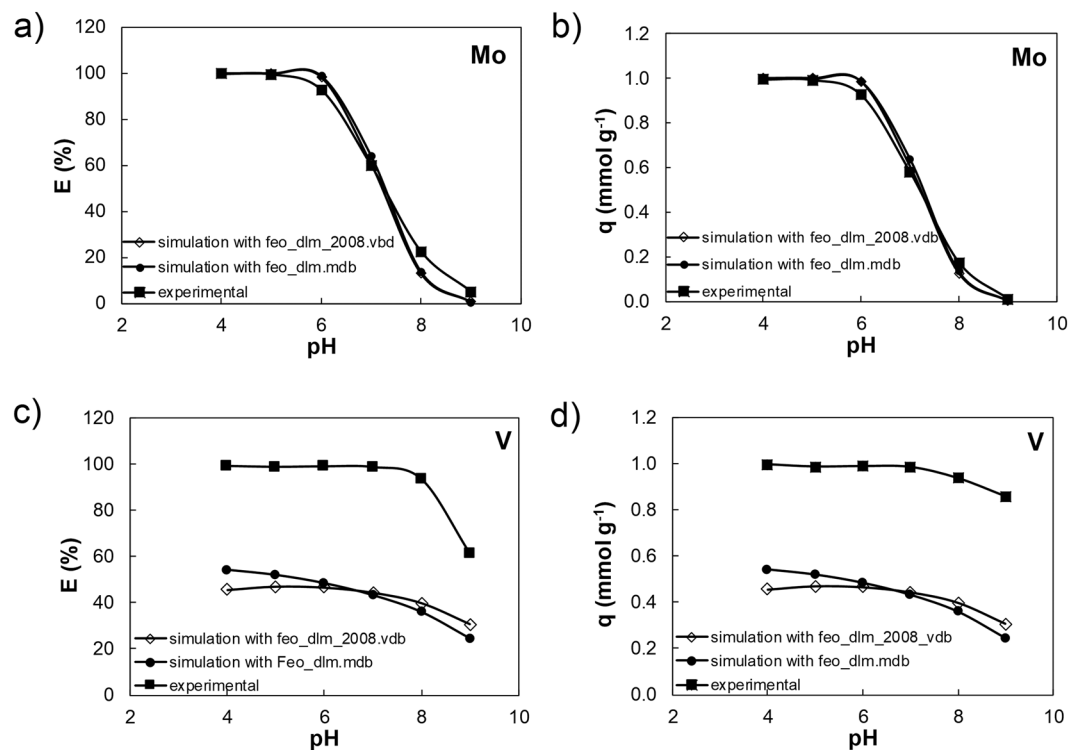 a)
Mo
120
100
80
60
40
20
0
E (%)
simulation with feo_dlm_2008.vbd
simulation with feo_dlm.mdb
experimental
2 4 6 8 10
pH
b)
Mo
1.2
1.0
0.8
0.6
0.4
0.2
0.0
q (mmol g-1)
simulation with feo_dlm_2008.vdb
simulation with feo_dlm.mdb
experimental
2 4 6 8 10
pH
c)
V
120
100
80
60
40
20
0
E (%)
simulation with feo_dlm_2008.vdb
simulation with Feo_dlm.mdb
experimental
2 4 6 8 10
pH
d)
V
1.2
1.0
0.8
0.6
0.4
0.2
0.0
q (mmol g-1)
simulation with feo_dlm_2008_vdb
simulation with feo_dlm.mdb
experimental
2 4 6 8 10
pH